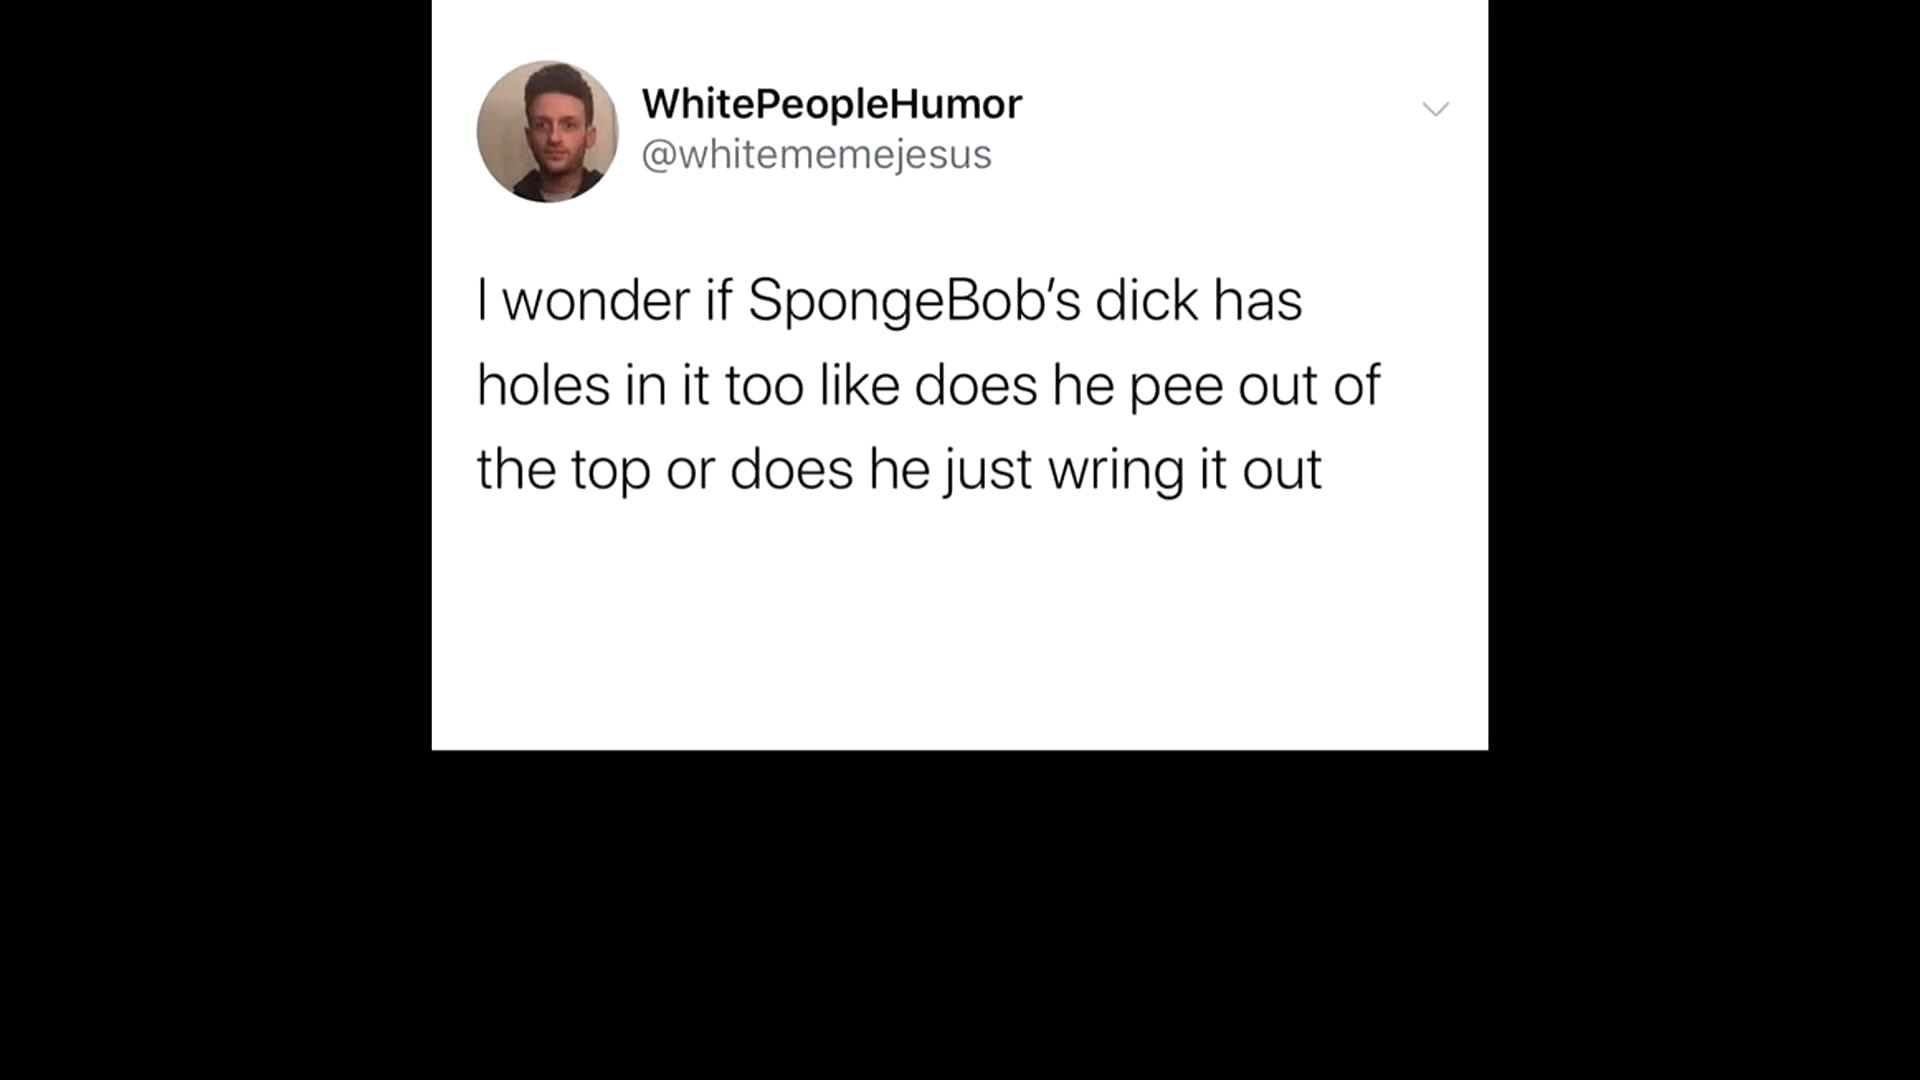 WhitePeopleHumor
@whitememejesus
I wonder if SpongeBob’s dick has
holes in it too like does he pee out of
the top or does he just wring it out